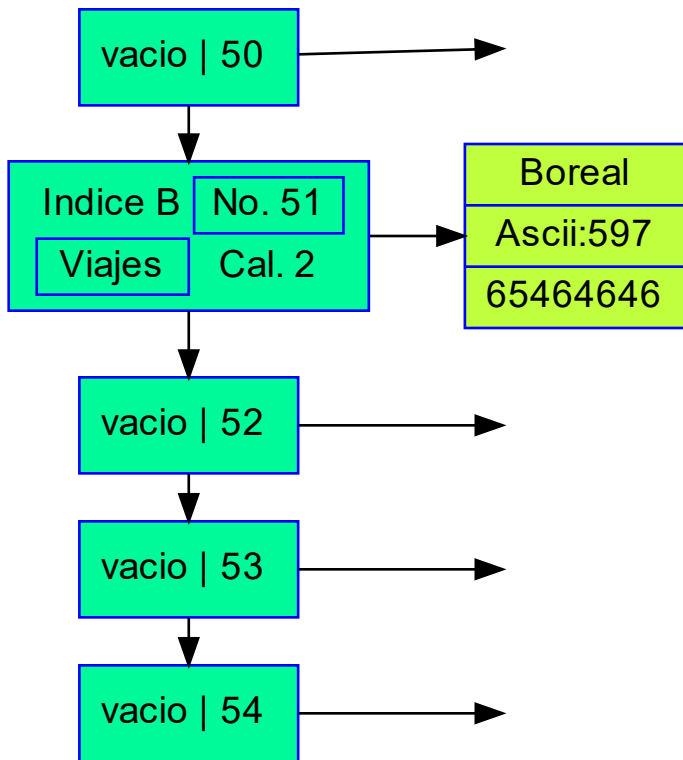 vacio | 50
Indice B No. 51
Viajes Cal. 2
Boreal
Ascii:597
65464646
vacio | 52
vacio | 53
vacio | 54